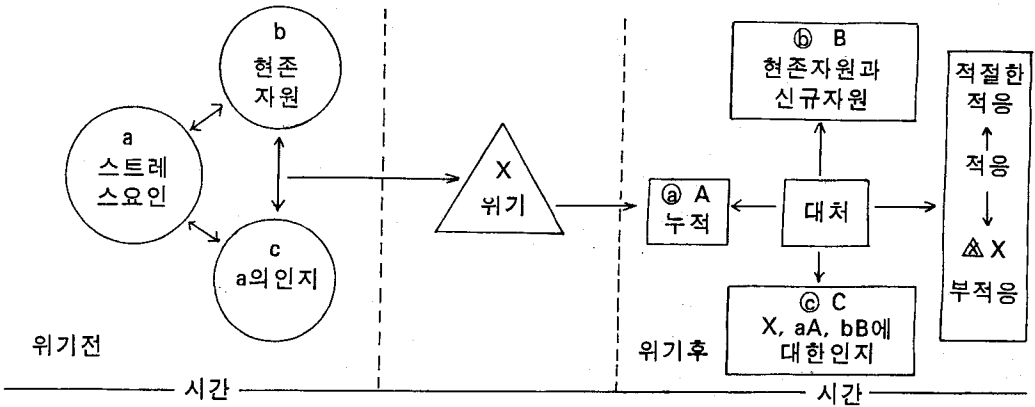 b
현존
자원
a
스트레
스요인
c
a의인지
위기전
X
위기
ⓐ A
누적
대처
ⓑ B
현존자원과
신규자원
ⓒ C
X, aA, bB에
대한인지
위기후
적절한
적응
적응
X
부적응
시간
시간